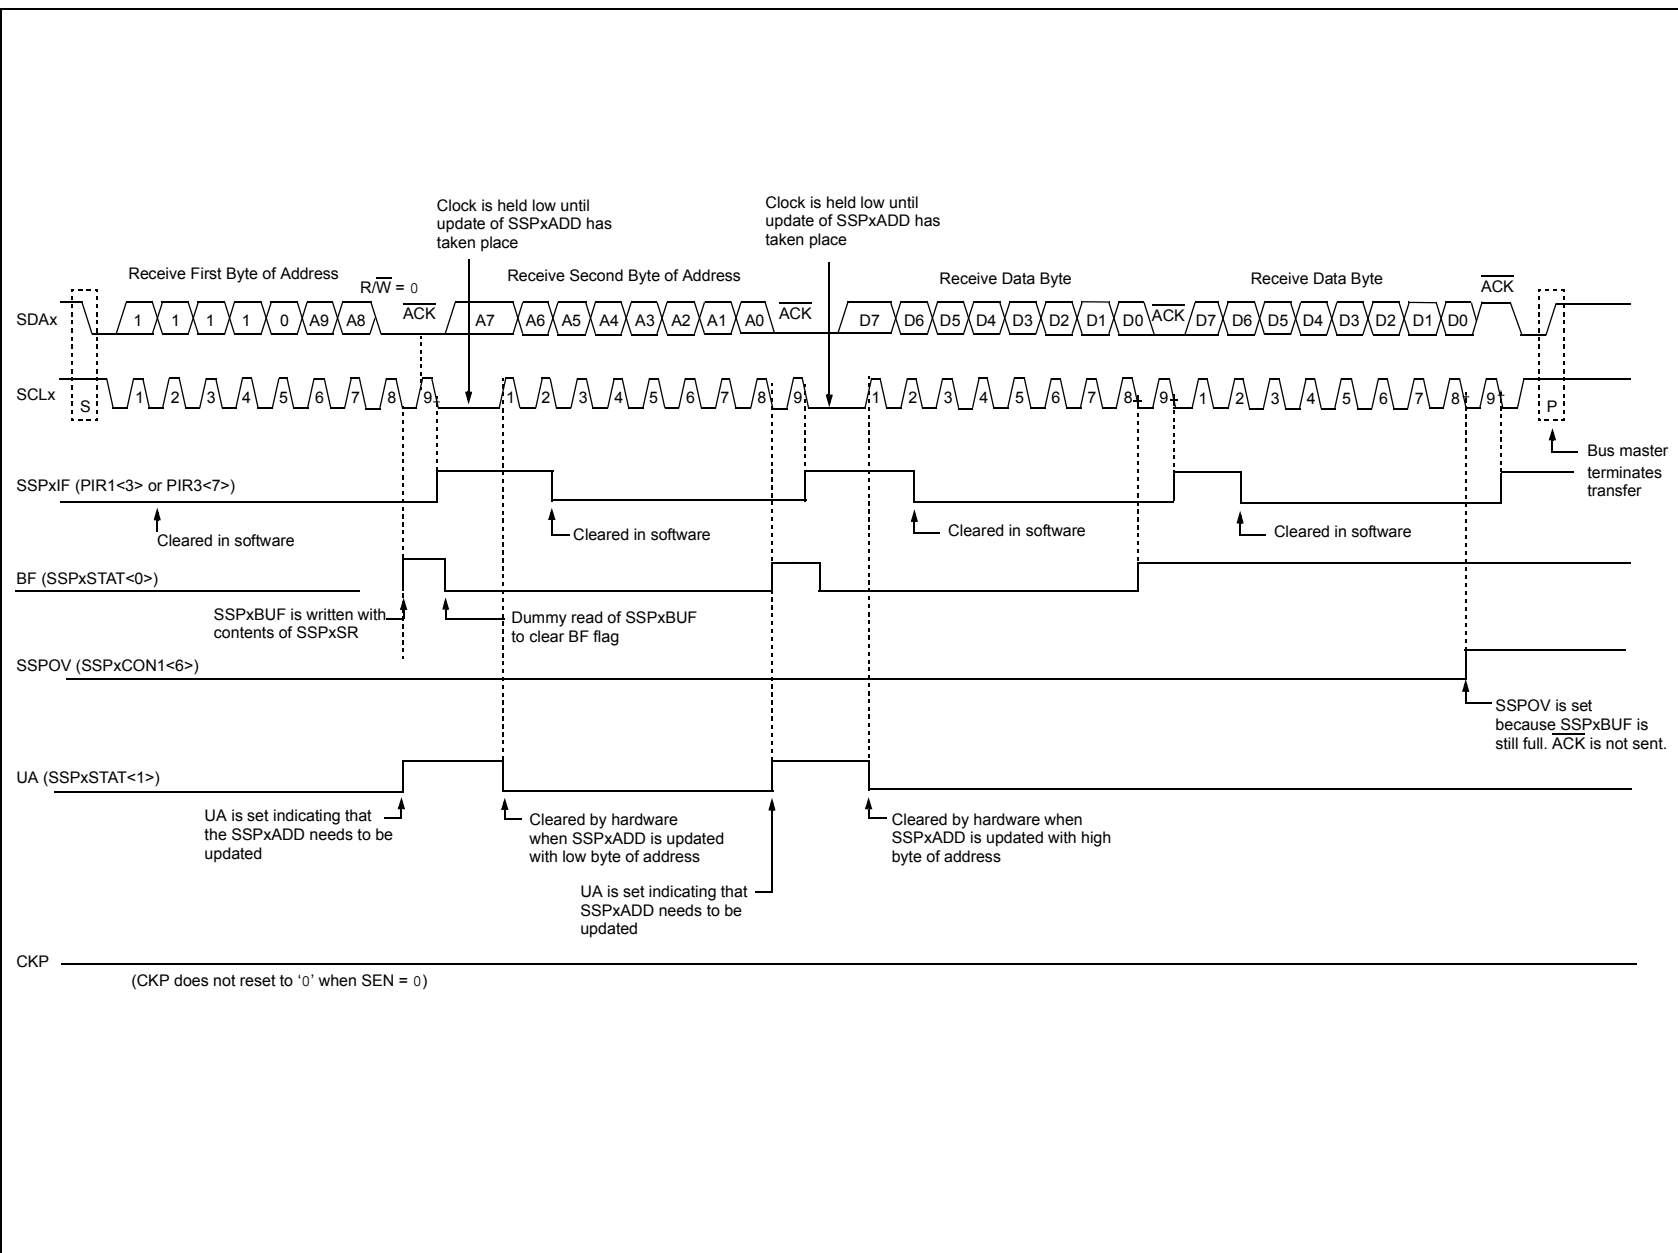 Clock is held low until
update of SSPxADD has
taken place
Clock is held low until
update of SSPxADD has
taken place
Receive First Byte of Address
R/W = 0
ACK
Receive Second Byte of Address
ACK
Receive Data Byte
ACK
Receive Data Byte
ACK
SDAx
1 1 1 1 0 A9 A8
A7 A6 A5 A4 A3 A2 A1 A0
D7 D6 D5 D4 D3 D2 D1 D0
D7 D6 D5 D4 D3 D2 D1 D0
SCLx
S
1 2 3 4 5 6 7 8 9
1 2 3 4 5 6 7 8 9
1 2 3 4 5 6 7 8 9
1 2 3 4 5 6 7 8 9
P
Bus master
terminates
transfer
SSPxIF (PIR1<3> or PIR3<7>)
Cleared in software
Cleared in software
Cleared in software
Cleared in software
BF (SSPxSTAT<0>)
SSPxBUF is written with
contents of SSPxSR
Dummy read of SSPxBUF
to clear BF flag
SSPOV (SSPxCON1<6>)
SSPOV is set
because SSPxBUF is
still full. ACK is not sent.
UA (SSPxSTAT<1>)
UA is set indicating that
the SSPxADD needs to be
updated
Cleared by hardware
when SSPxADD is updated
with low byte of address
UA is set indicating that
SSPxADD needs to be
updated
Cleared by hardware when
SSPxADD is updated with high
byte of address
CKP
(CKP does not reset to ‘0’ when SEN = 0)